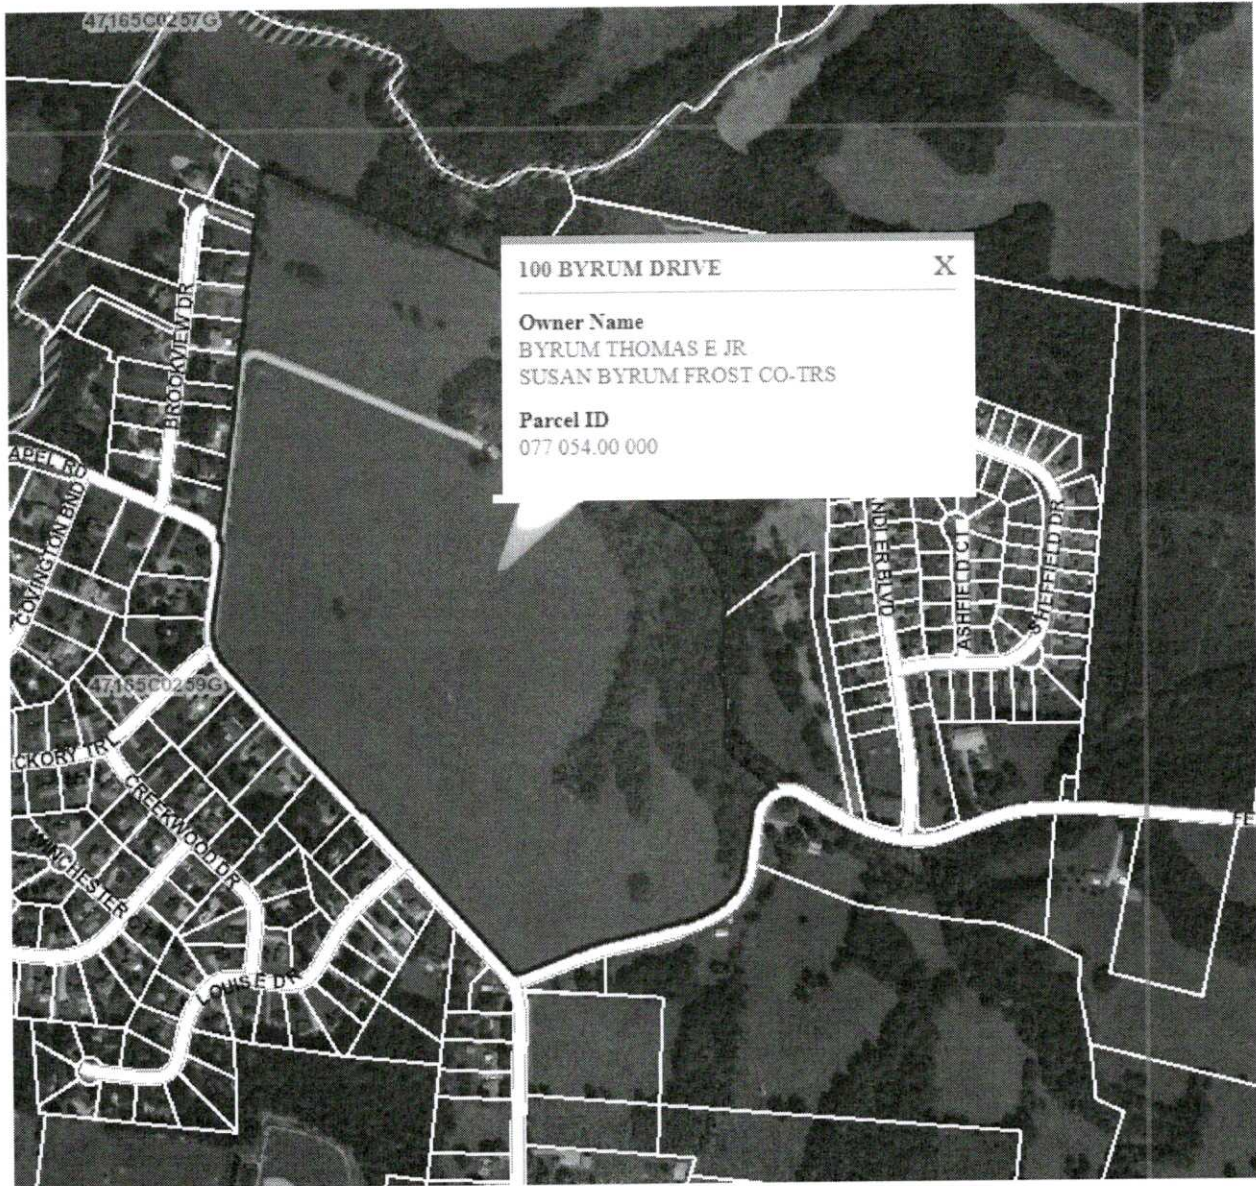 47165C0257G
100 BYRUM DRIVE X
Owner Name
BYRUM THOMAS E JR
SUSAN BYRUM FROST CO-TRS
Parcel ID
077 054.00 000
BROOKVIEW DR
APEL RD
COVINGTON BND
NDLER BLVD
ASHFIELD CT
SHEFFIELD DR
47165C0259G
CKORY TRL
CREEKWOOD DR
WINCHESTER
LOUISE DR